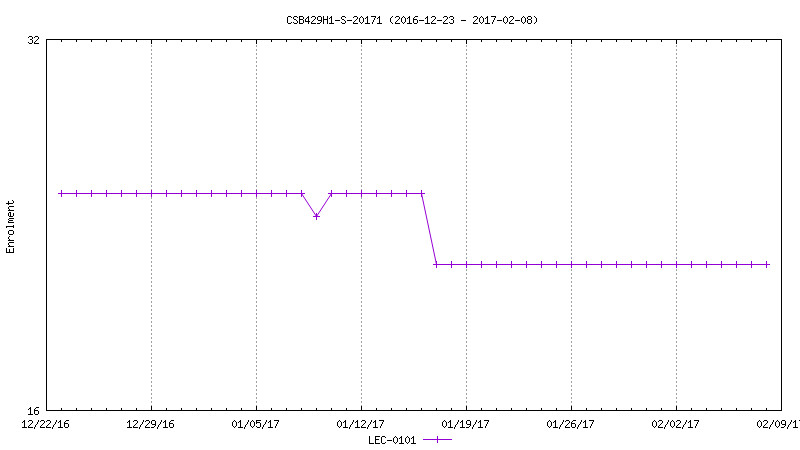 CSB429H1-S-20171 (2016-12-23 - 2017-02-08)
32
Enrolment
16
12/22/16 12/29/16 01/05/17 01/12/17 01/19/17 01/26/17 02/02/17 02/09/1
LEC-0101